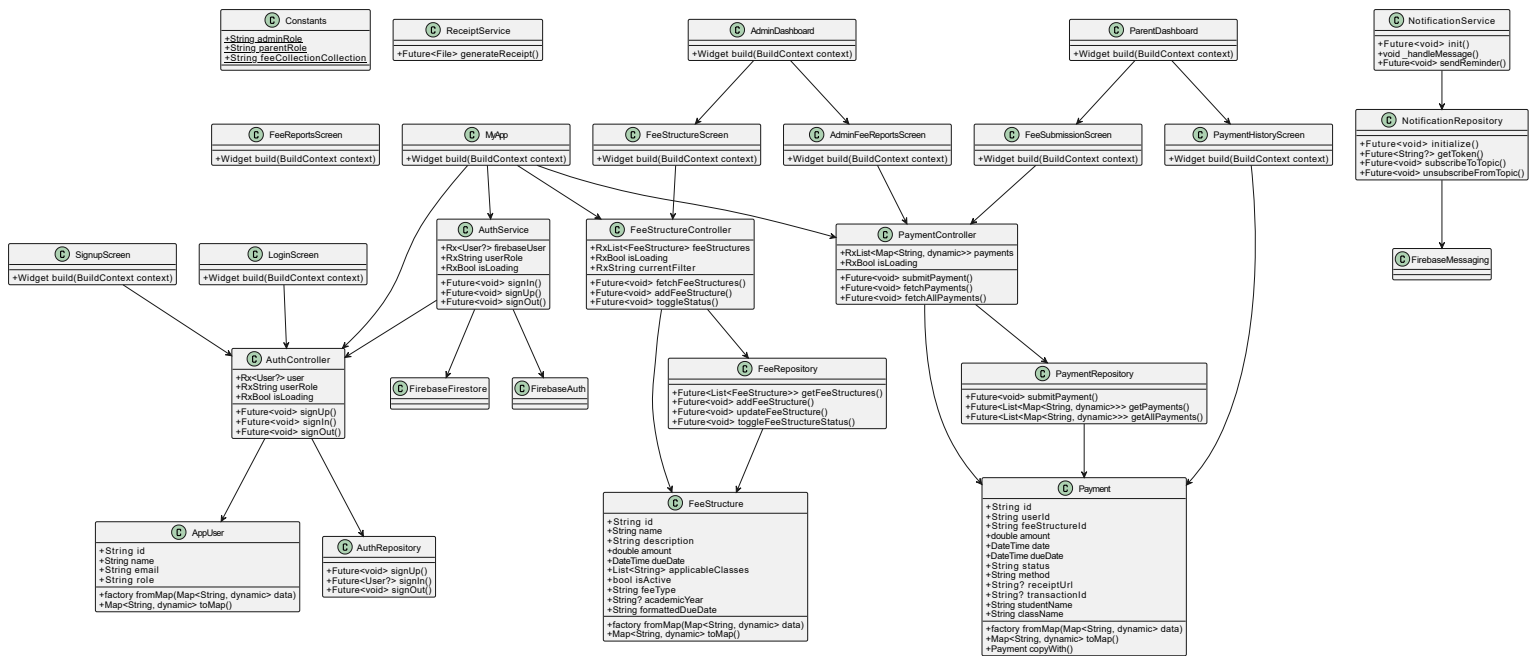 C Constants
+String adminRole
+String parentRole
+String feeCollectionCollection
C ReceiptService
+Future<File> generateReceipt()
C AdminDashboard
+Widget build(BuildContext context)
C ParentDashboard
+Widget build(BuildContext context)
C NotificationService
+Future<void> init()
+void _handleMessage()
+Future<void> sendReminder()
C FeeReportsScreen
+Widget build(BuildContext context)
C MyApp
+Widget build(BuildContext context)
C FeeStructureScreen
+Widget build(BuildContext context)
C AdminFeeReportsScreen
+Widget build(BuildContext context)
C FeeSubmissionScreen
+Widget build(BuildContext context)
C PaymentHistoryScreen
+Widget build(BuildContext context)
C NotificationRepository
+Future<void> initialize()
+Future<String?> getToken()
+Future<void> subscribeToTopic()
+Future<void> unsubscribeFromTopic()
C SignupScreen
+Widget build(BuildContext context)
C LoginScreen
+Widget build(BuildContext context)
C AuthService
+Rx<User?> firebaseUser
+RxString userRole
+RxBool isLoading
+Future<void> signIn()
+Future<void> signUp()
+Future<void> signOut()
C FeeStructureController
+RxList<FeeStructure> feeStructures
+RxBool isLoading
+RxString currentFilter
+Future<void> fetchFeeStructures()
+Future<void> addFeeStructure()
+Future<void> toggleStatus()
C PaymentController
+RxList<Map<String, dynamic>> payments
+RxBool isLoading
+Future<void> submitPayment()
+Future<void> fetchPayments()
+Future<void> fetchAllPayments()
C FirebaseMessaging
C AuthController
+Rx<User?> user
+RxString userRole
+RxBool isLoading
+Future<void> signUp()
+Future<void> signIn()
+Future<void> signOut()
C FirebaseFirestore
C FirebaseAuth
C FeeRepository
+Future<List<FeeStructure>> getFeeStructures()
+Future<void> addFeeStructure()
+Future<void> updateFeeStructure()
+Future<void> toggleFeeStructureStatus()
C PaymentRepository
+Future<void> submitPayment()
+Future<List<Map<String, dynamic>>> getPayments()
+Future<List<Map<String, dynamic>>> getAllPayments()
C AppUser
+String id
+String name
+String email
+String role
+factory fromMap(Map<String, dynamic> data)
+Map<String, dynamic> toMap()
C AuthRepository
+Future<void> signUp()
+Future<User?> signIn()
+Future<void> signOut()
C FeeStructure
+String id
+String name
+String description
+double amount
+DateTime dueDate
+List<String> applicableClasses
+bool isActive
+String feeType
+String? academicYear
+String formattedDueDate
+factory fromMap(Map<String, dynamic> data)
+Map<String, dynamic> toMap()
C Payment
+String id
+String userId
+String feeStructureId
+double amount
+DateTime date
+DateTime dueDate
+String status
+String method
+String? receiptUrl
+String? transactionId
+String studentName
+String className
+factory fromMap(Map<String, dynamic> data)
+Map<String, dynamic> toMap()
+Payment copyWith()